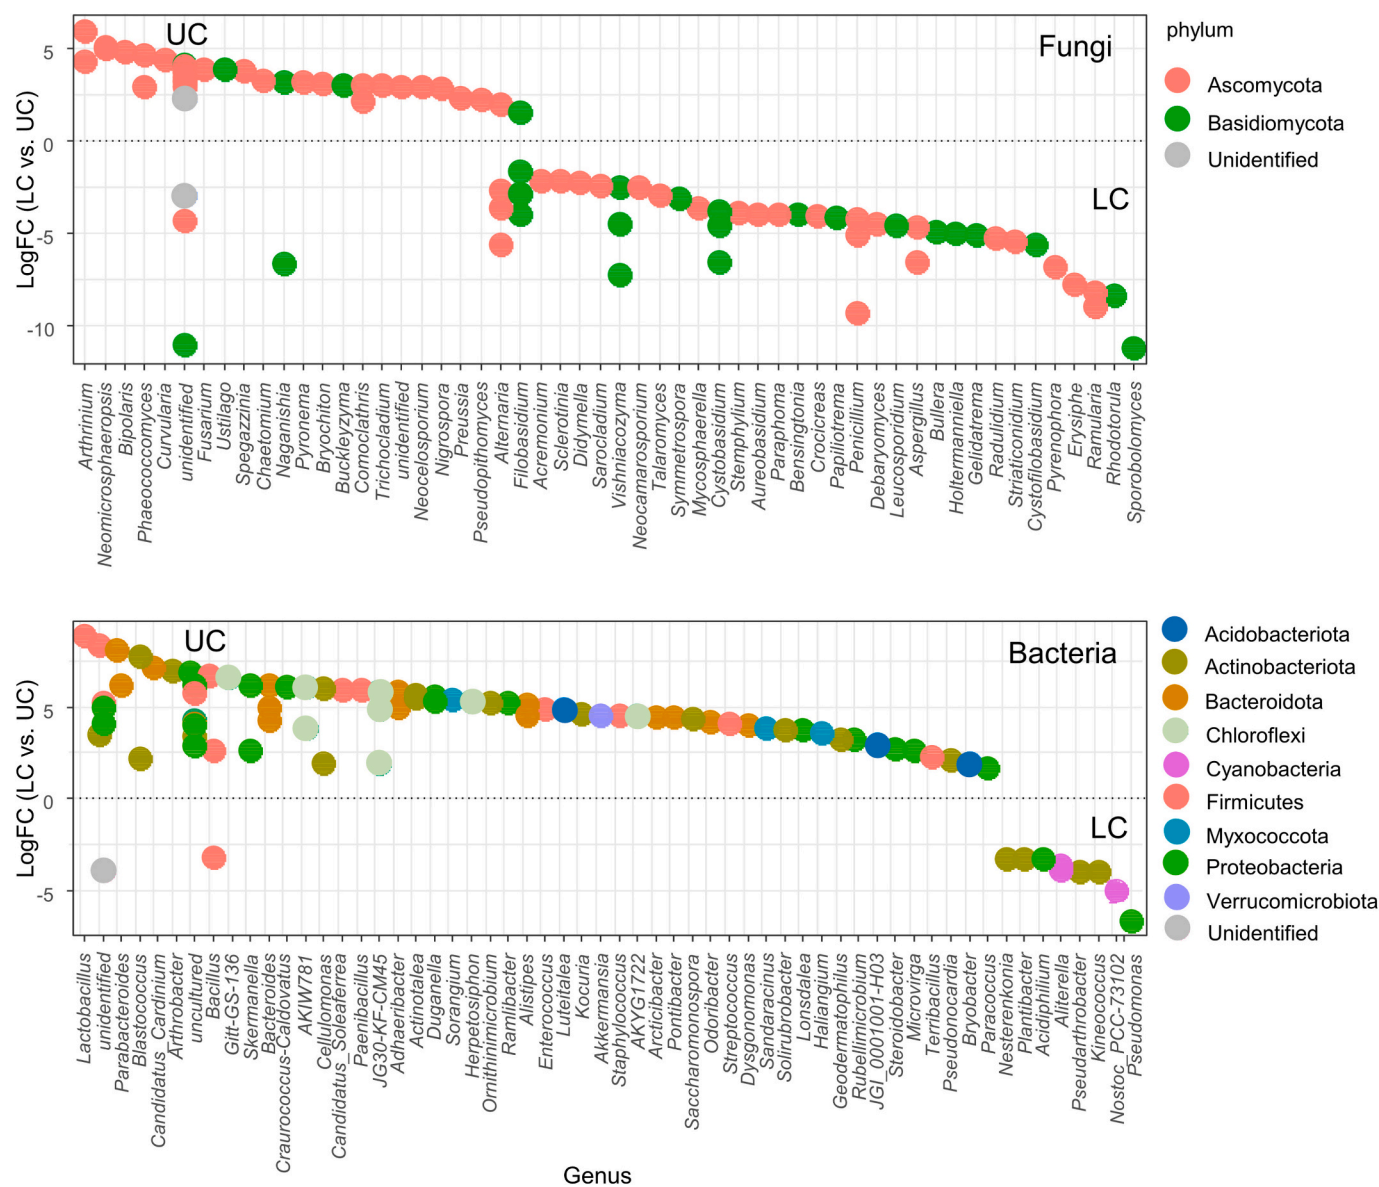 UC
Fungi
LC
LogFC (LC vs. UC)
5
0
-5
-10
Arthrinium
Neomicrosphaeropsis
Bipolaris
Phaeococcomyces
Curvularia
unidentified
Fusarium
Ustilago
Spegazzinia
Chaetomium
Naganishia
Pyronema
Bryochiton
Buckleyzyma
Comoclathris
Trichocladium
unidentified
Neocelosporium
Nigrospora
Preussia
Pseudopithomyces
Alternaria
Filobasidium
Acremonium
Sclerotinia
Didymella
Sarocladium
Vishniacozyma
Neocamarosporium
Talaromyces
Symmetrospora
Mycosphaerella
Cystobasidium
Stemphylium
Aureobasidium
Paraphoma
Bensingtonia
Crocicreas
Papiliotrema
Penicillium
Debaryomyces
Leucosporidium
Aspergillus
Bullera
Holtermanniella
Gelidatrema
Radulidium
Striaticonidium
Cystofilobasidium
Pyrenophora
Erysiphe
Ramularia
Rhodotorula
Sporobolomyces
phylum
Ascomycota
Basidiomycota
Unidentified
UC
Bacteria
LC
LogFC (LC vs. UC)
5
0
-5
Lactobacillus
unidentified
Parabacteroides
Blastococcus
Candidatus_Cardinium
Arthrobacter
uncultured
Bacillus
Gitt-GS-136
Skermanella
Bacteroides
Craurococcus-Caldovatus
AKIW781
Cellulomonas
Candidatus_Soleaferrea
Paenibacillus
JG30-KF-CM45
Adhaeribacter
Actinotalea
Duganella
Sorangium
Herpetosiphon
Ornithinimicrobium
Ramlibacter
Alistipes
Enterococcus
Luteitalea
Kocuria
Akkermansia
Staphylococcus
AKYG1722
Arcticibacter
Pontibacter
Saccharomonospora
Odoribacter
Streptococcus
Dysgonomonas
Sandaracinus
Solirubrobacter
Lonsdalea
Haliangium
Geodermatophilus
Rubellimicrobium
JGI_0001001-H03
Steroidobacter
Microvirga
Terribacillus
Pseudonocardia
Bryobacter
Paracoccus
Nesterenkonia
Plantibacter
Acidiphilium
Aliterella
Pseudarthrobacter
Kineococcus
Nostoc_PCC-73102
Pseudomonas
Genus
Acidobacteriota
Actinobacteriota
Bacteroidota
Chloroflexi
Cyanobacteria
Firmicutes
Myxococcota
Proteobacteria
Verrucomicrobiota
Unidentified